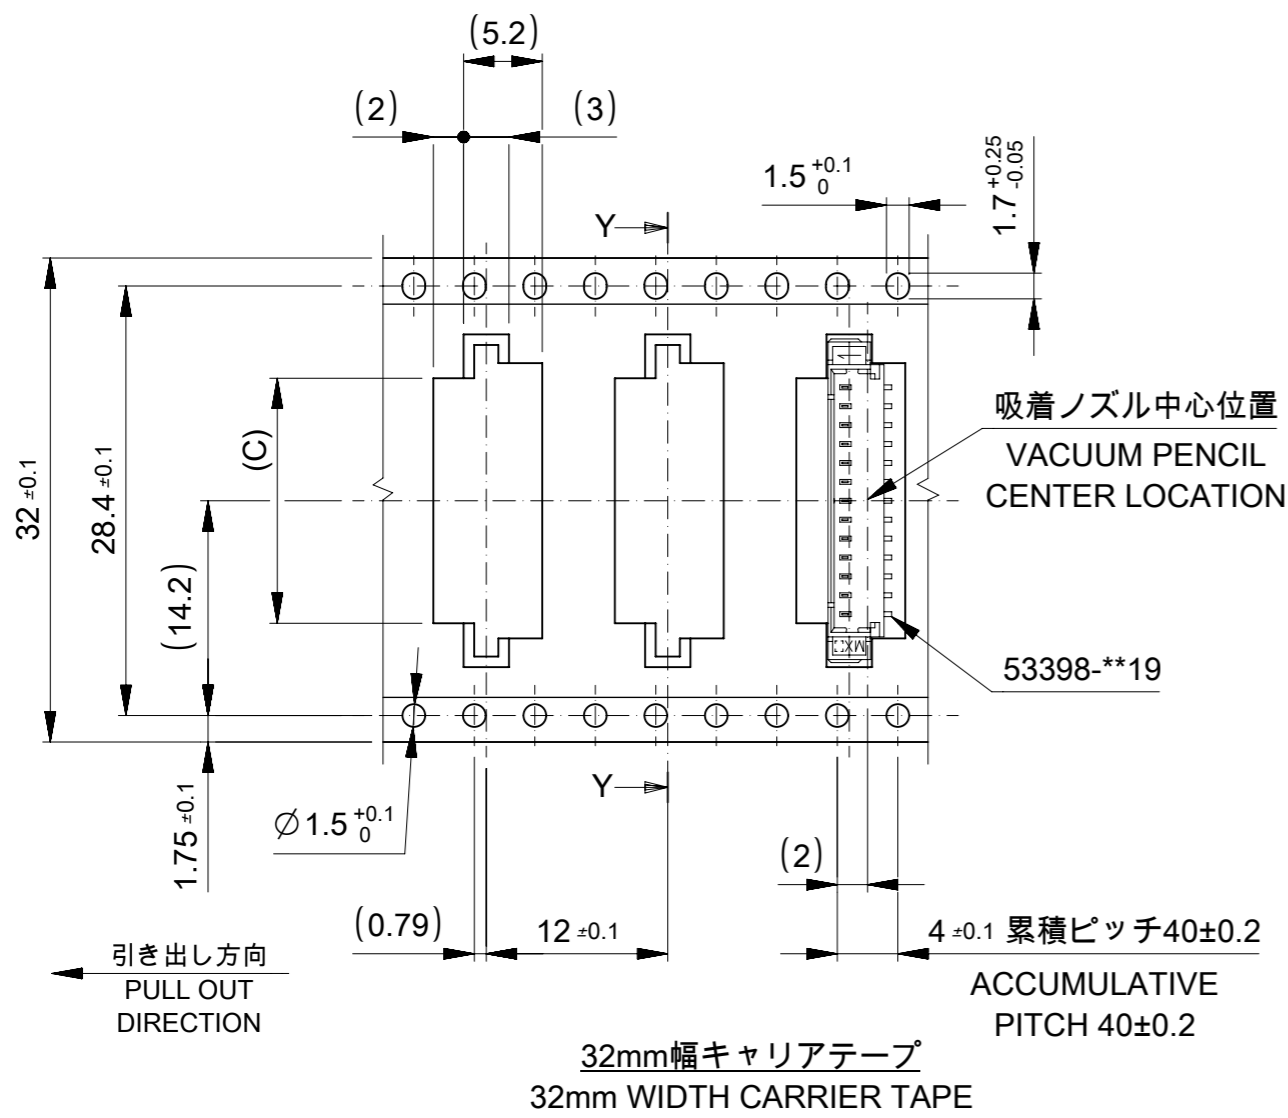 (5.2)
(2)
(3)
1.5 +0.1 0
1.7 +0.25 -0.05
Y
32 ±0.1
28.4 ±0.1
(C)
(14.2)
1.75 ±0.1
吸着ノズル中心位置
VACUUM PENCIL
CENTER LOCATION
1
MX
53398-**19
Y
∅1.5 +0.1 0
(2)
(0.79)
12 ±0.1
4 ±0.1 累積ピッチ40±0.2
ACCUMULATIVE
PITCH 40±0.2
引き出し方向
PULL OUT
DIRECTION
32mm幅キャリアテープ
32mm WIDTH CARRIER TAPE